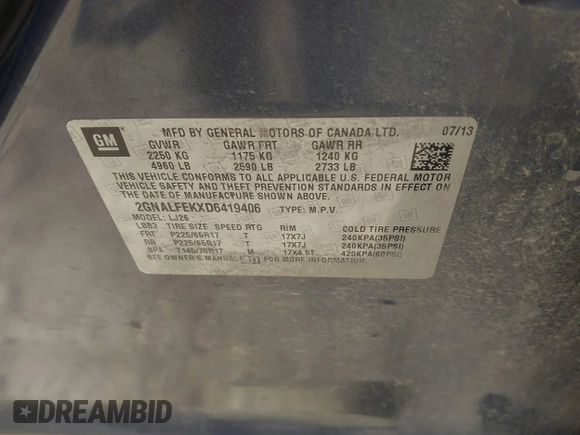 GM
MFD BY GENERAL MOTORS OF CANADA LTD. 07/13
GVWR GAWR FRT GAWR RR
2250 KG 1175 KG 1240 KG
4960 LB 2590 LB 2733 LB
THIS VEHICLE CONFORMS TO ALL APPLICABLE U.S. FEDERAL MOTOR
VEHICLE SAFETY AND THEFT PREVENTION STANDARDS IN EFFECT ON
THE DATE OF MANUFACTURE SHOWN ABOVE.
2GNALFEKXD6419406 TYPE: M.P.V.
MODEL: LJ26
LBB3 TIRE SIZE SPEED RTG RIM COLD TIRE PRESSURE
FRT P225/65R17 T 17X7J 240KPA(35PSI)
RR P225/65R17 T 17X7J 240KPA(35PSI)
SPA T145/70R17 M 17X4.5T 420KPA(60PSI)
SEE OWNER'S MANUAL FOR MORE INFORMATION.
DREAMBID